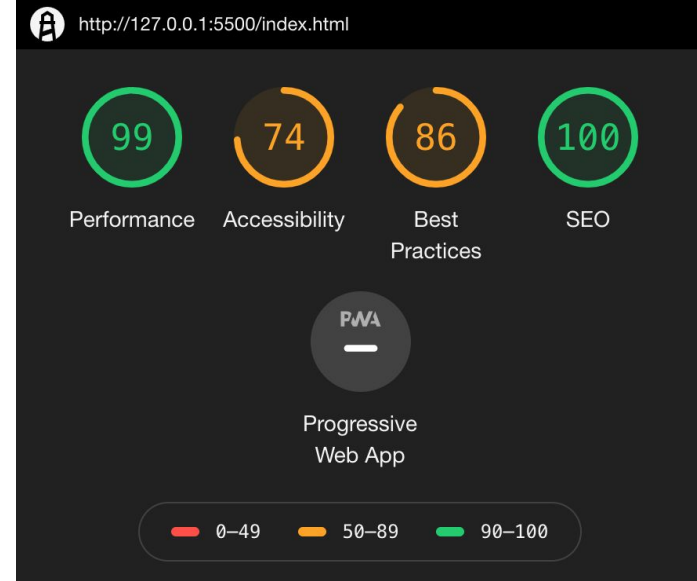 http://127.0.0.1:5500/index.html
99
74
86
100
Performance
Accessibility
Best
Practices
SEO
PWA
Progressive
Web App
0–49
50–89
90–100